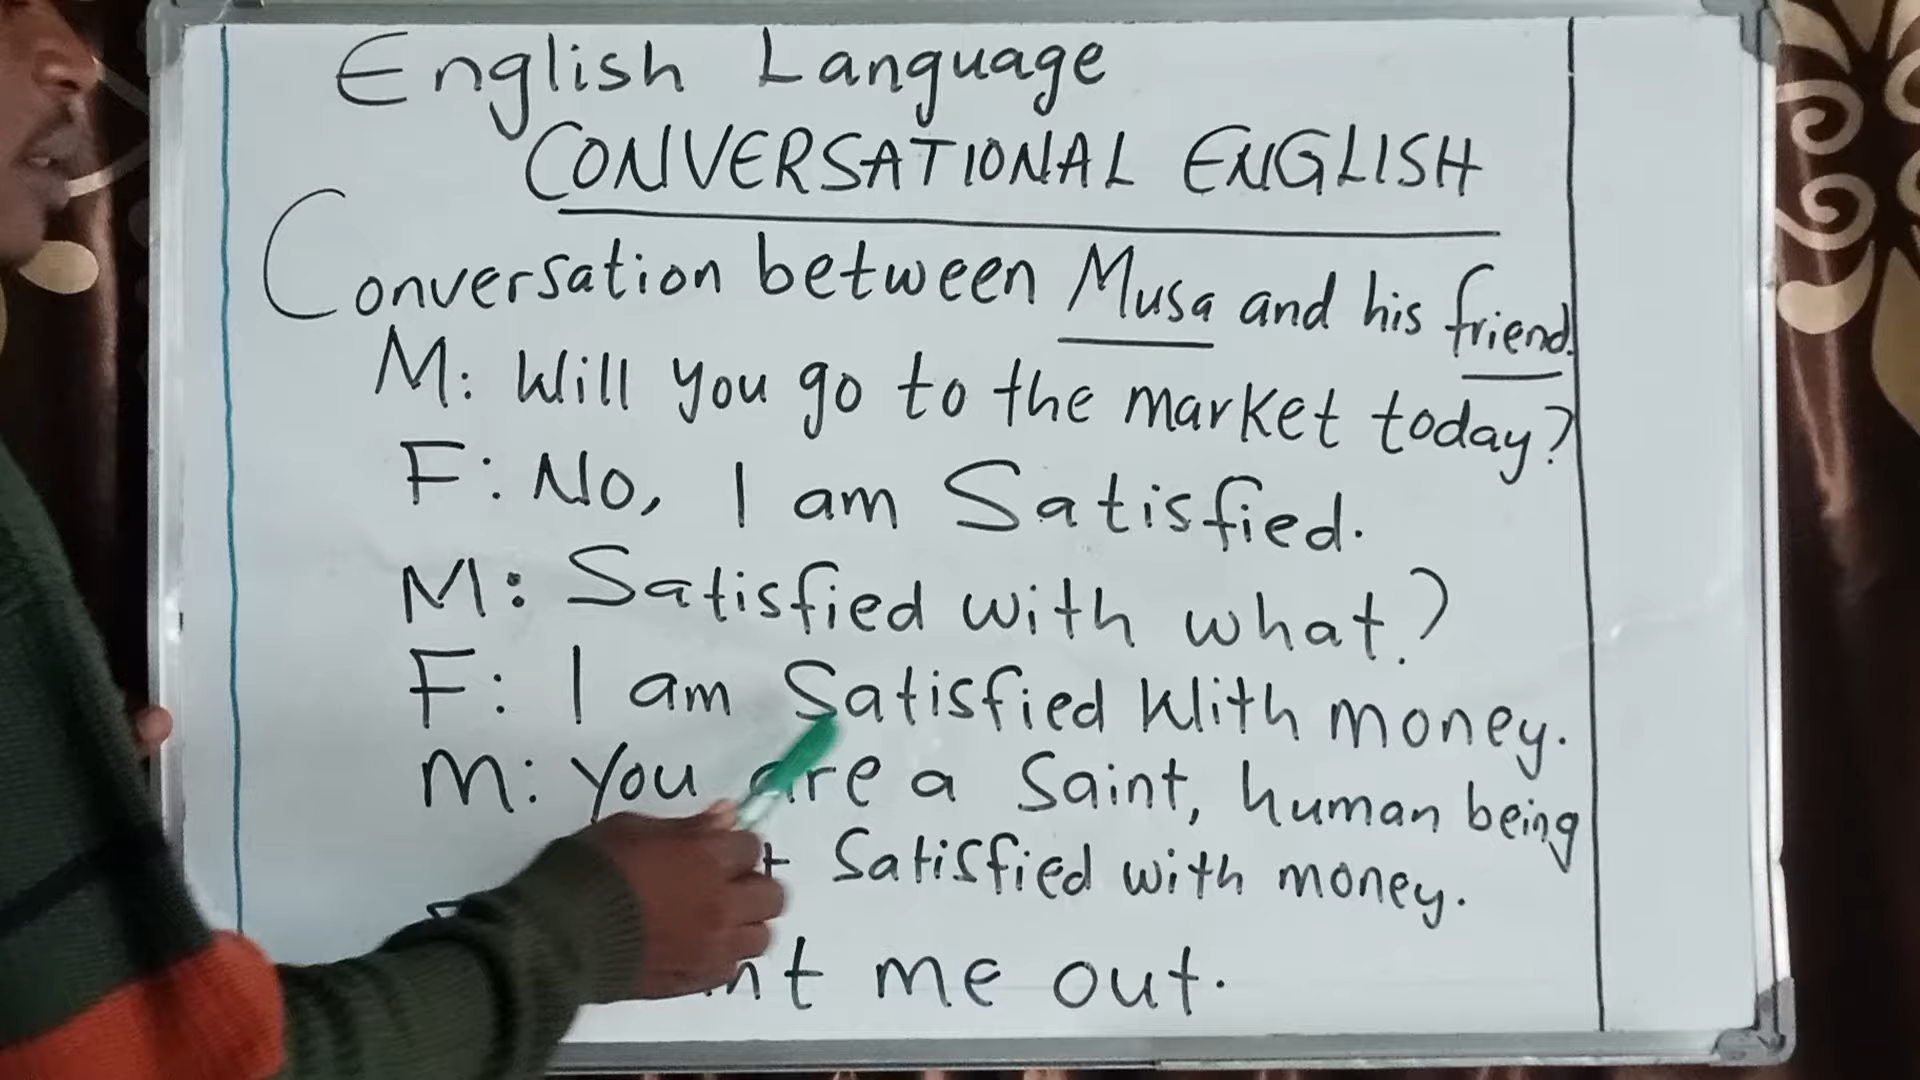 English Language
CONVERSATIONAL ENGLISH
Conversation between Musa and his friend.
M: Will you go to the market today?
F: No, I am Satisfied.
M: Satisfied with what?
F: I am Satisfied With money.
M: You are a Saint, human being
Satisfied with money.
me out.